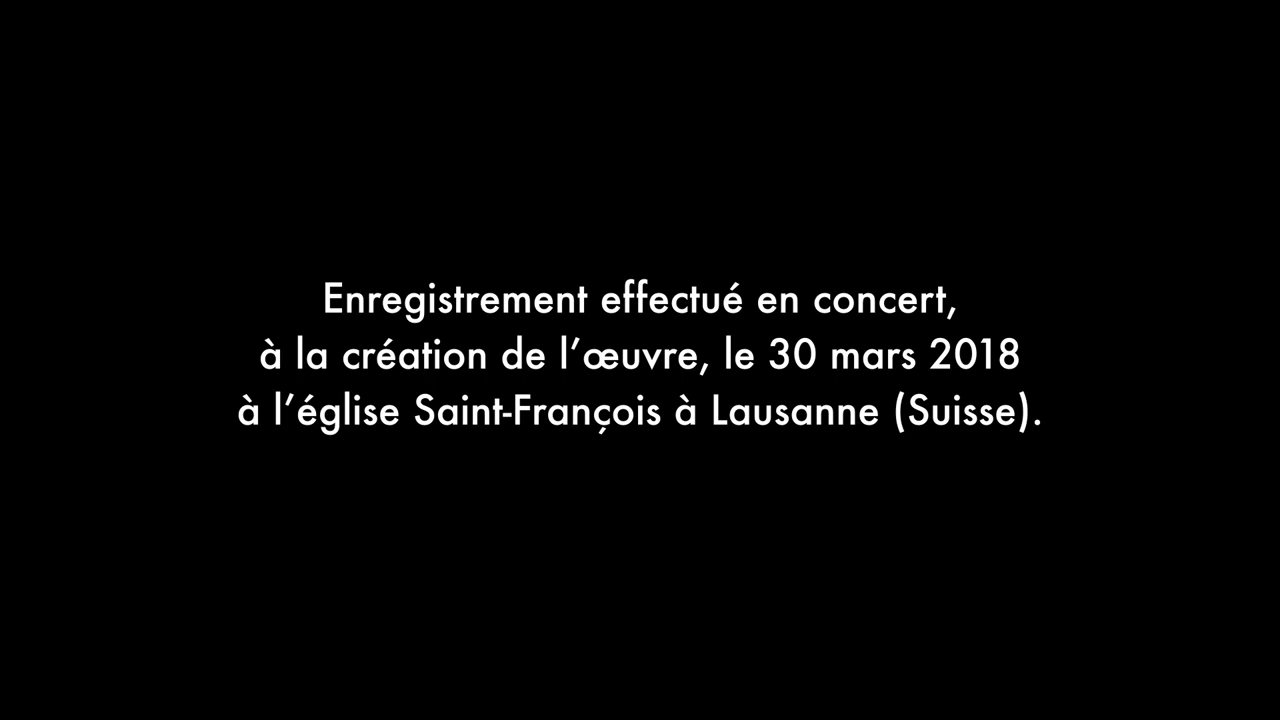 Enregistrement effectué en concert,
à la création de l’œuvre, le 30 mars 2018
à l’église Saint-François à Lausanne (Suisse).